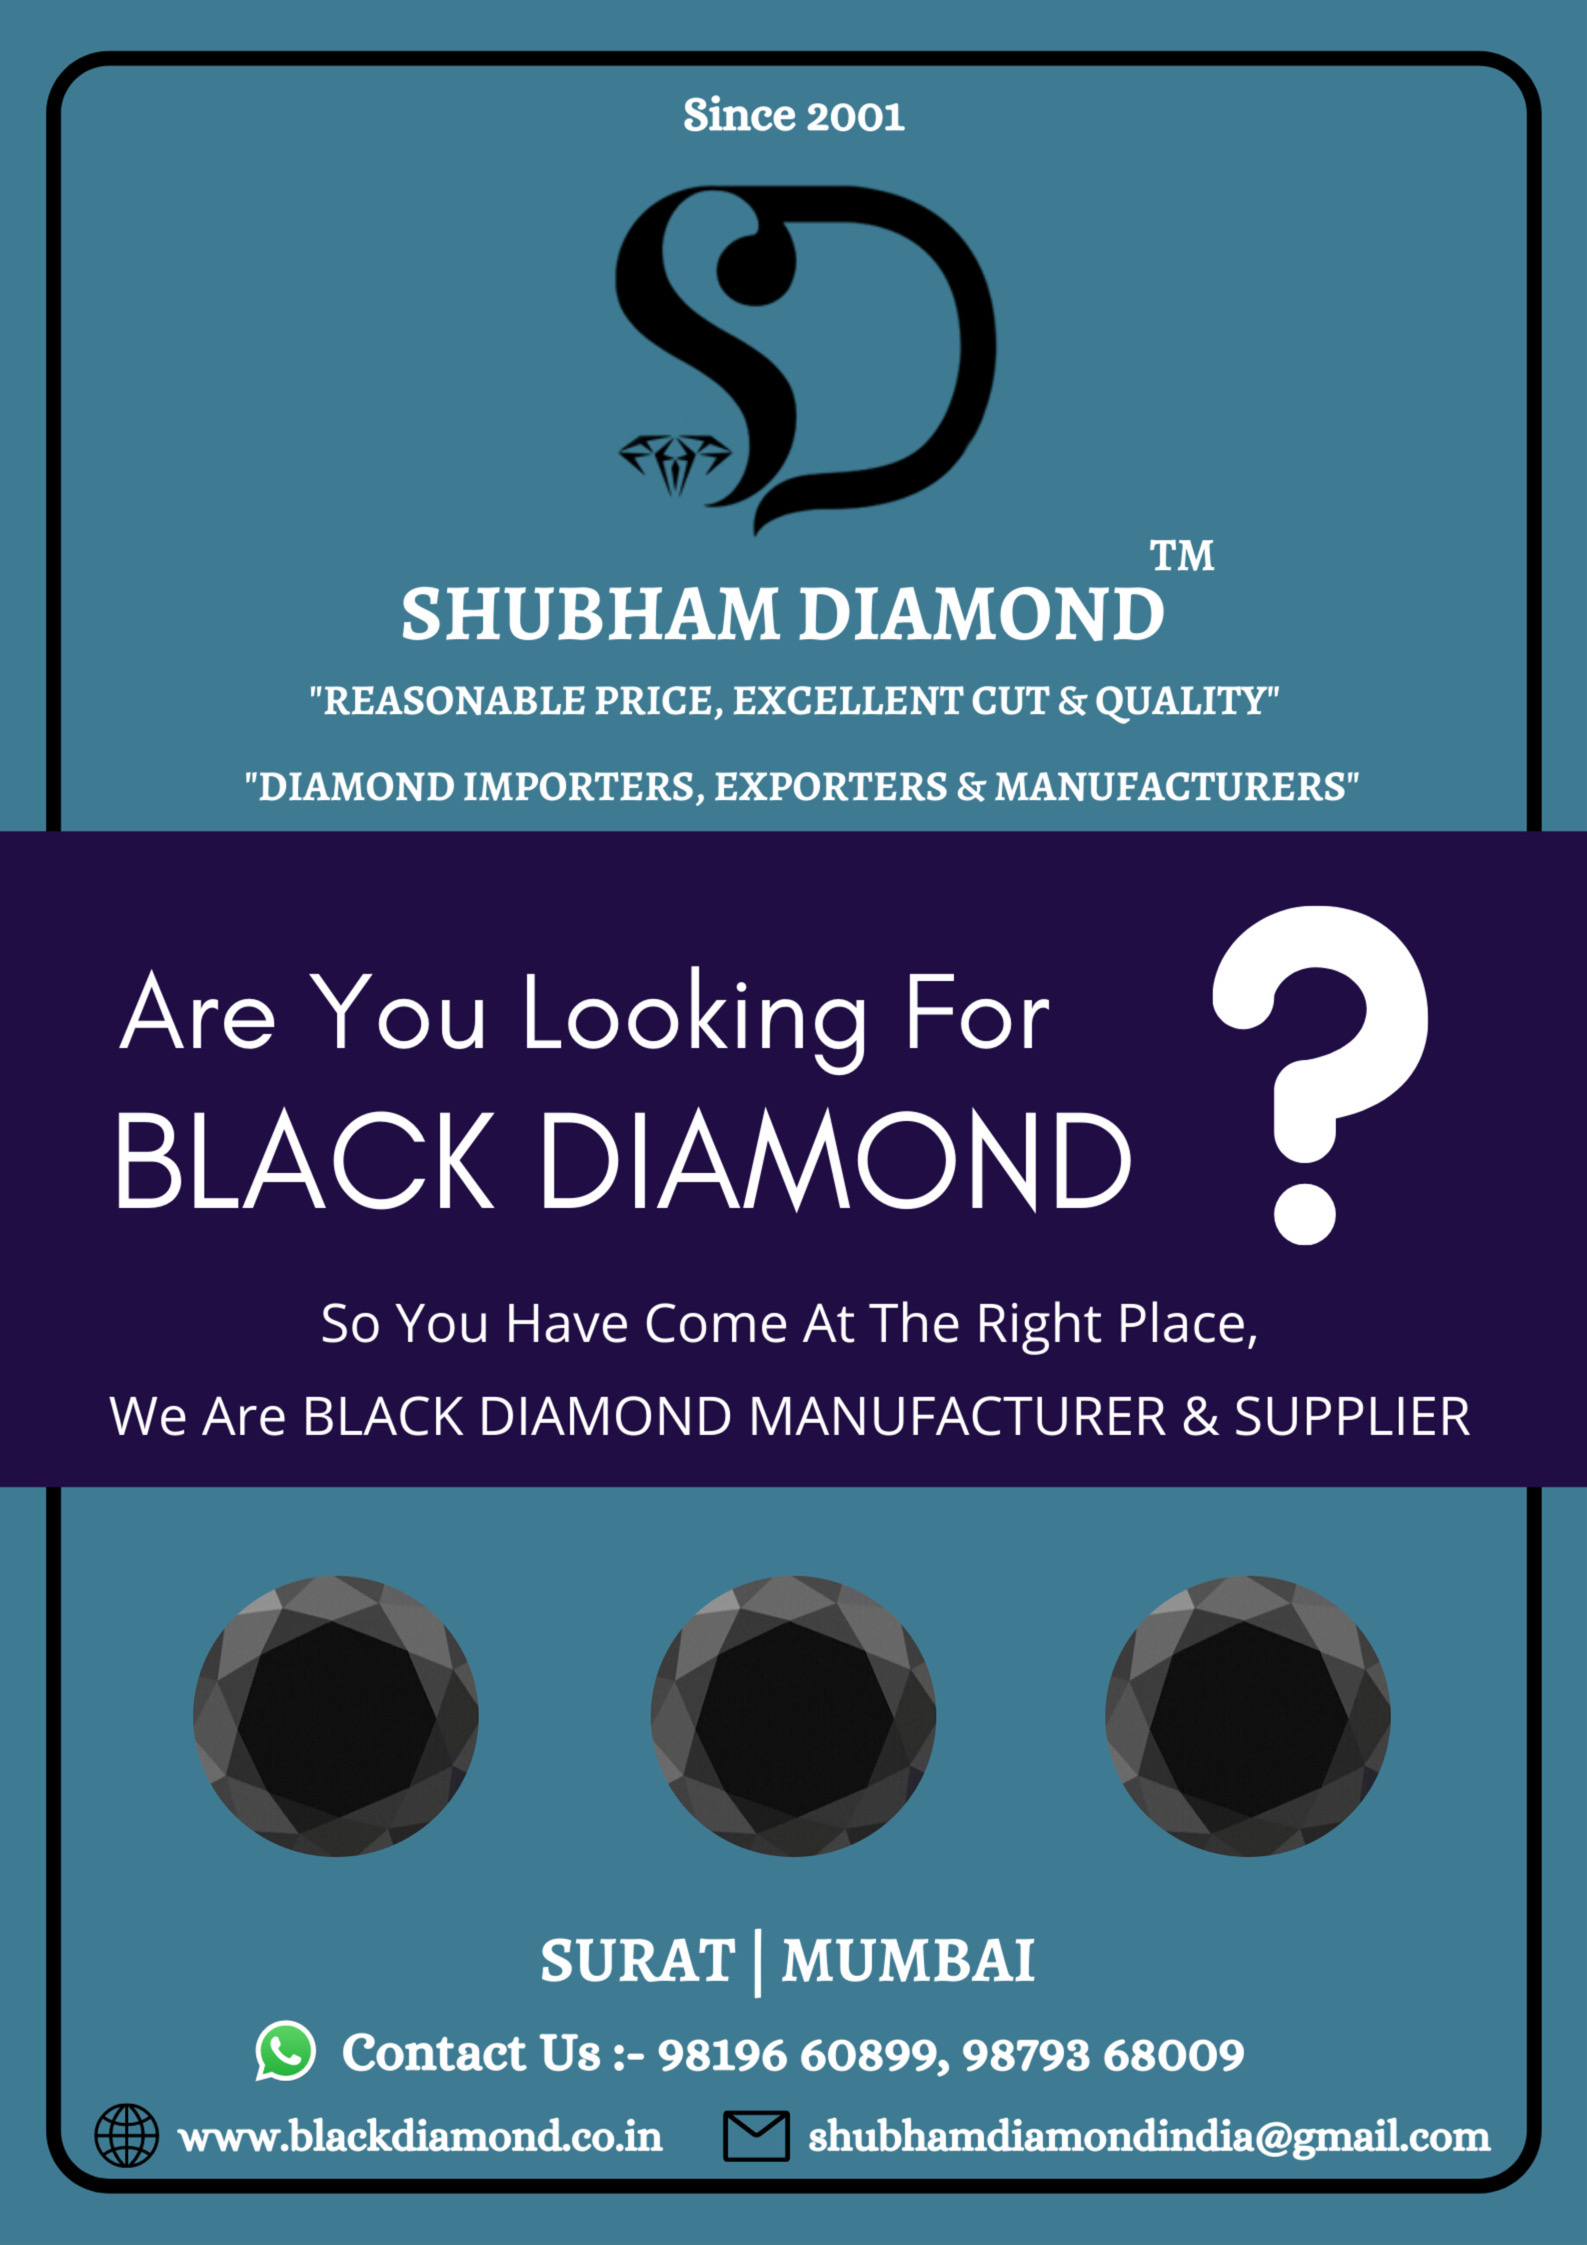 Since 2001
SD
SHUBHAM DIAMOND™
"REASONABLE PRICE, EXCELLENT CUT & QUALITY"
"DIAMOND IMPORTERS, EXPORTERS & MANUFACTURERS"
Are You Looking For
BLACK DIAMOND ?
So You Have Come At The Right Place,
We Are BLACK DIAMOND MANUFACTURER & SUPPLIER
SURAT | MUMBAI
Contact Us :- 98196 60899, 98793 68009
www.blackdiamond.co.in shubhamdiamondindia@gmail.com